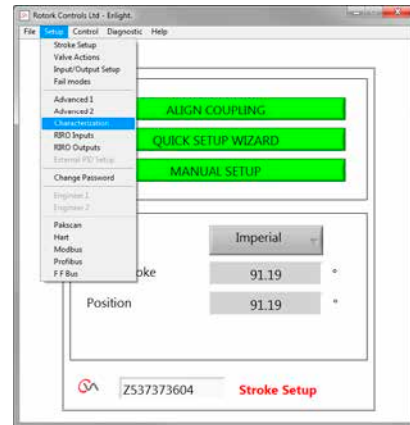 Rotork Controls Ltd - Enlight.
File Setup Control Diagnostic Help
Stroke Setup
Valve Actions
Input/Output Setup
Fail modes
Advanced 1
Advanced 2
Characterization
RIRO Inputs
RIRO Outputs
External PID Setup
Change Password
Engineer 1
Engineer 2
Pakscan
Hart
Modbus
Profibus
F F Bus
ALIGN COUPLING
QUICK SETUP WIZARD
MANUAL SETUP
Imperial
oke 91.19 °
Position 91.19 °
Z537373604 Stroke Setup